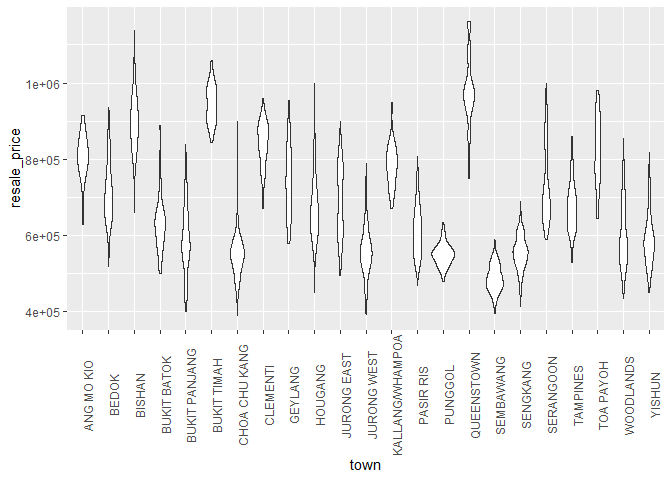 resale_price
1e+06
8e+05
6e+05
4e+05
ANG MO KIO
BEDOK
BISHAN
BUKIT BATOK
BUKIT PANJANG
BUKIT TIMAH
CHOA CHU KANG
CLEMENTI
GEYLANG
HOUGANG
JURONG EAST
JURONG WEST
KALLANG/WHAMPOA
PASIR RIS
PUNGGOL
QUEENSTOWN
SEMBAWANG
SENGKANG
SERANGOON
TAMPINES
TOA PAYOH
WOODLANDS
YISHUN
town